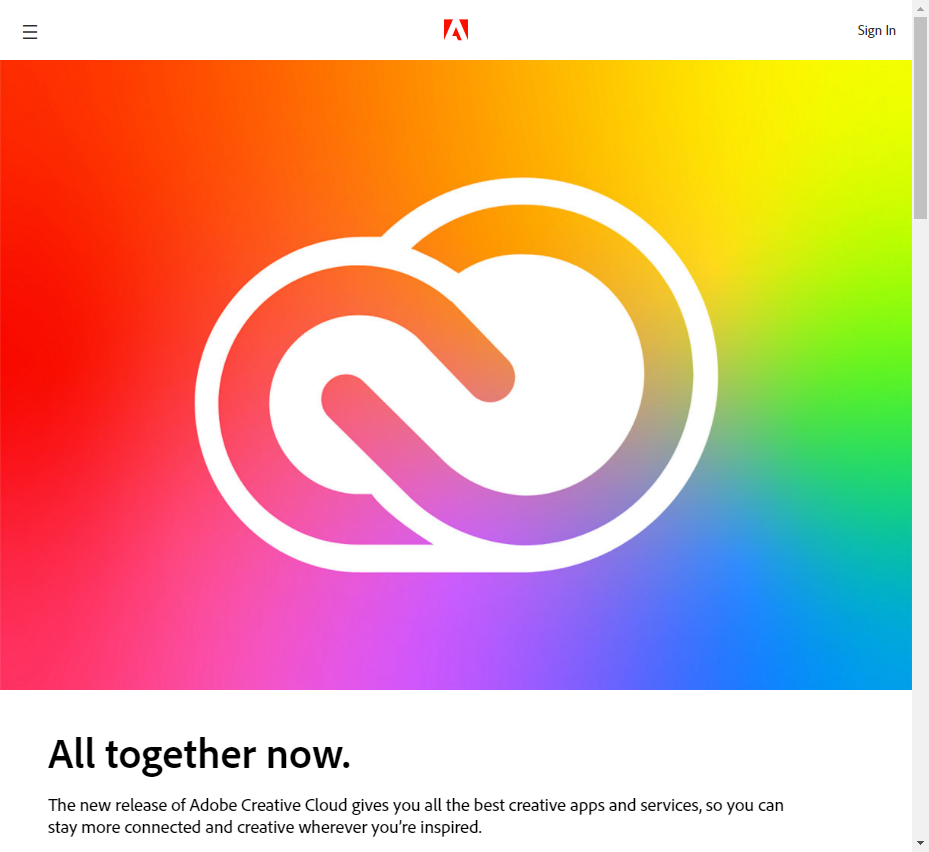 Sign In
All together now.
The new release of Adobe Creative Cloud gives you all the best creative apps and services, so you can
stay more connected and creative wherever you’re inspired.